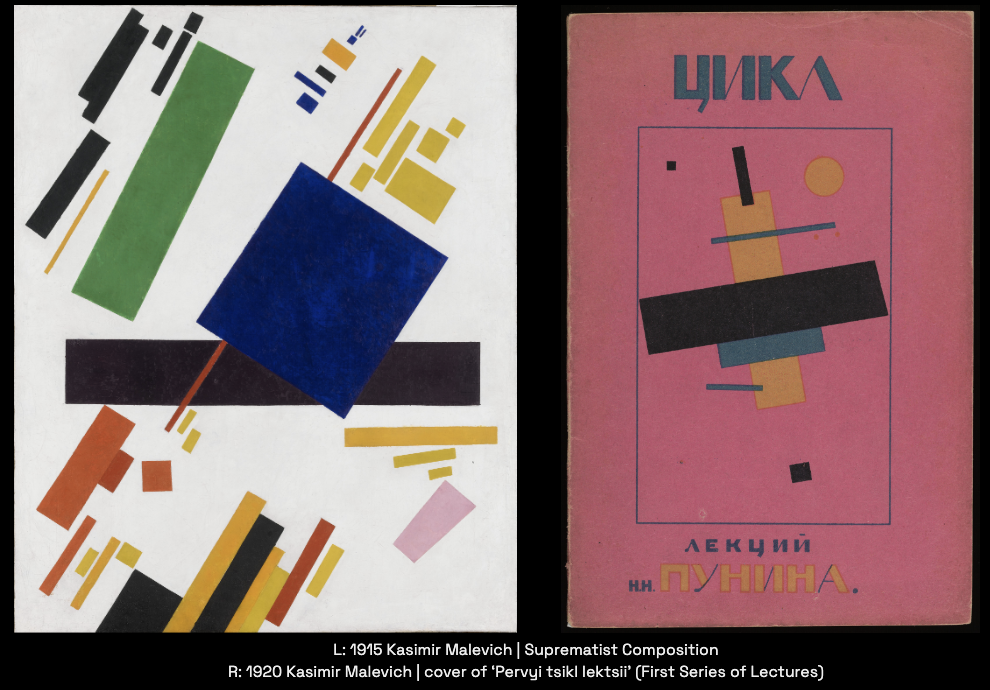 ЦИКЛ
ЛЕКЦИЙ
Н.Н. ПУНИНА.
L: 1915 Kasimir Malevich | Suprematist Composition
R: 1920 Kasimir Malevich | cover of ‘Pervyi tsikl lektsii’ (First Series of Lectures)